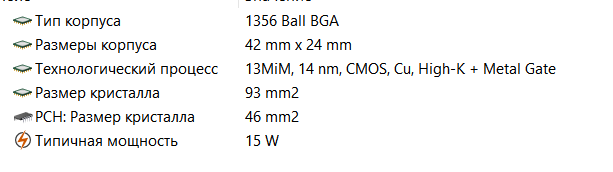 Тип корпуса 1356 Ball BGA
Размеры корпуса 42 mm x 24 mm
Технологический процесс 13MiM, 14 nm, CMOS, Cu, High-K + Metal Gate
Размер кристалла 93 mm2
PCH: Размер кристалла 46 mm2
Типичная мощность 15 W